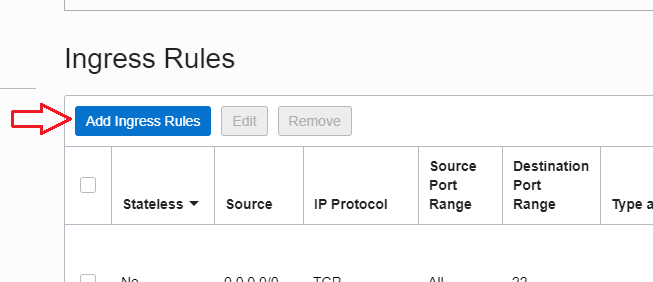 Ingress Rules
Add Ingress Rules Edit Remove
Stateless Source IP Protocol Source Port Range Destination Port Range Type a
No 0.0.0.0/0 TCP All 22